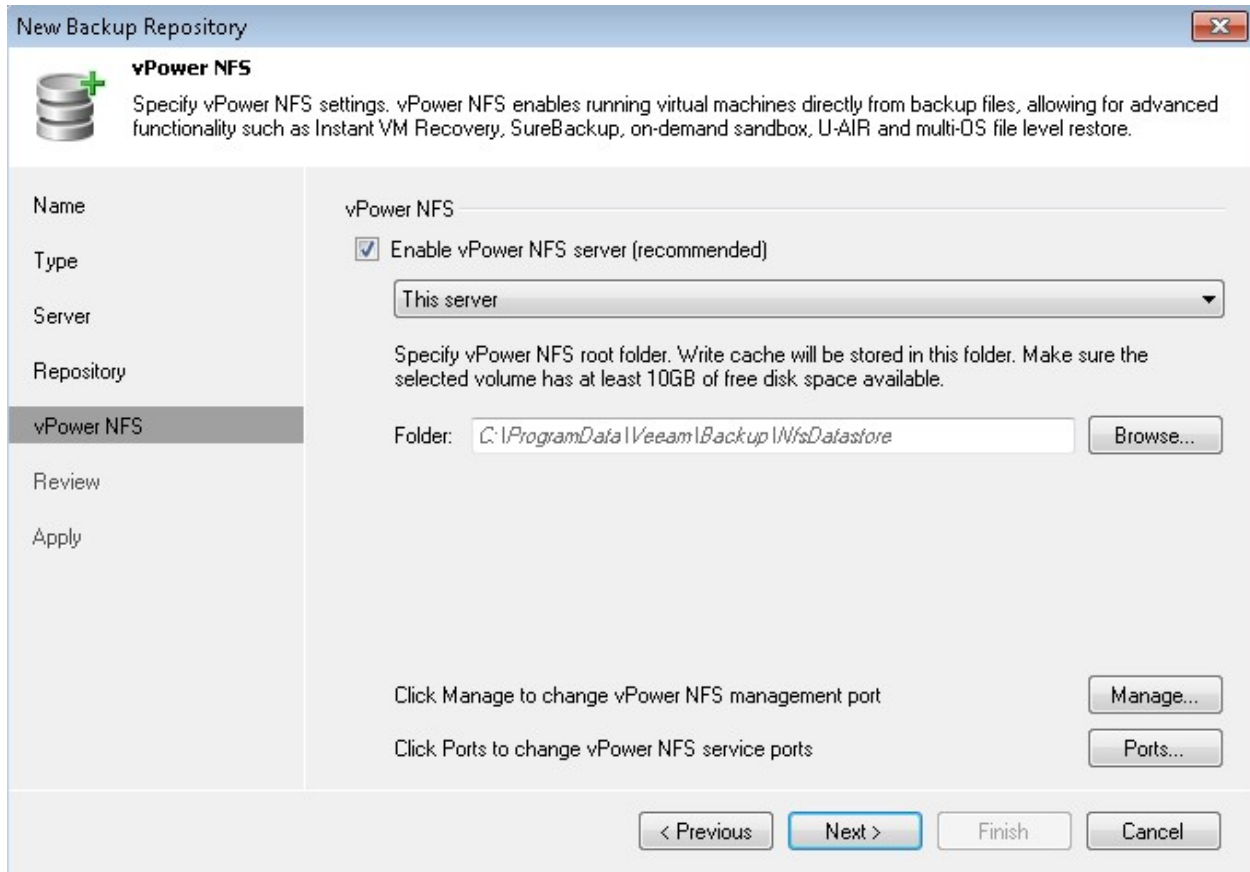 New Backup Repository
vPower NFS
Specify vPower NFS settings. vPower NFS enables running virtual machines directly from backup files, allowing for advanced
functionality such as Instant VM Recovery, SureBackup, on-demand sandbox, U-AIR and multi-OS file level restore.
Name
Type
Server
Repository
vPower NFS
Review
Apply
vPower NFS
Enable vPower NFS server (recommended)
This server
Specify vPower NFS root folder. Write cache will be stored in this folder. Make sure the
selected volume has at least 10GB of free disk space available.
Folder: C:\ProgramData\Veeam\Backup\NfsDatastore Browse...
Click Manage to change vPower NFS management port Manage...
Click Ports to change vPower NFS service ports Ports...
< Previous Next > Finish Cancel